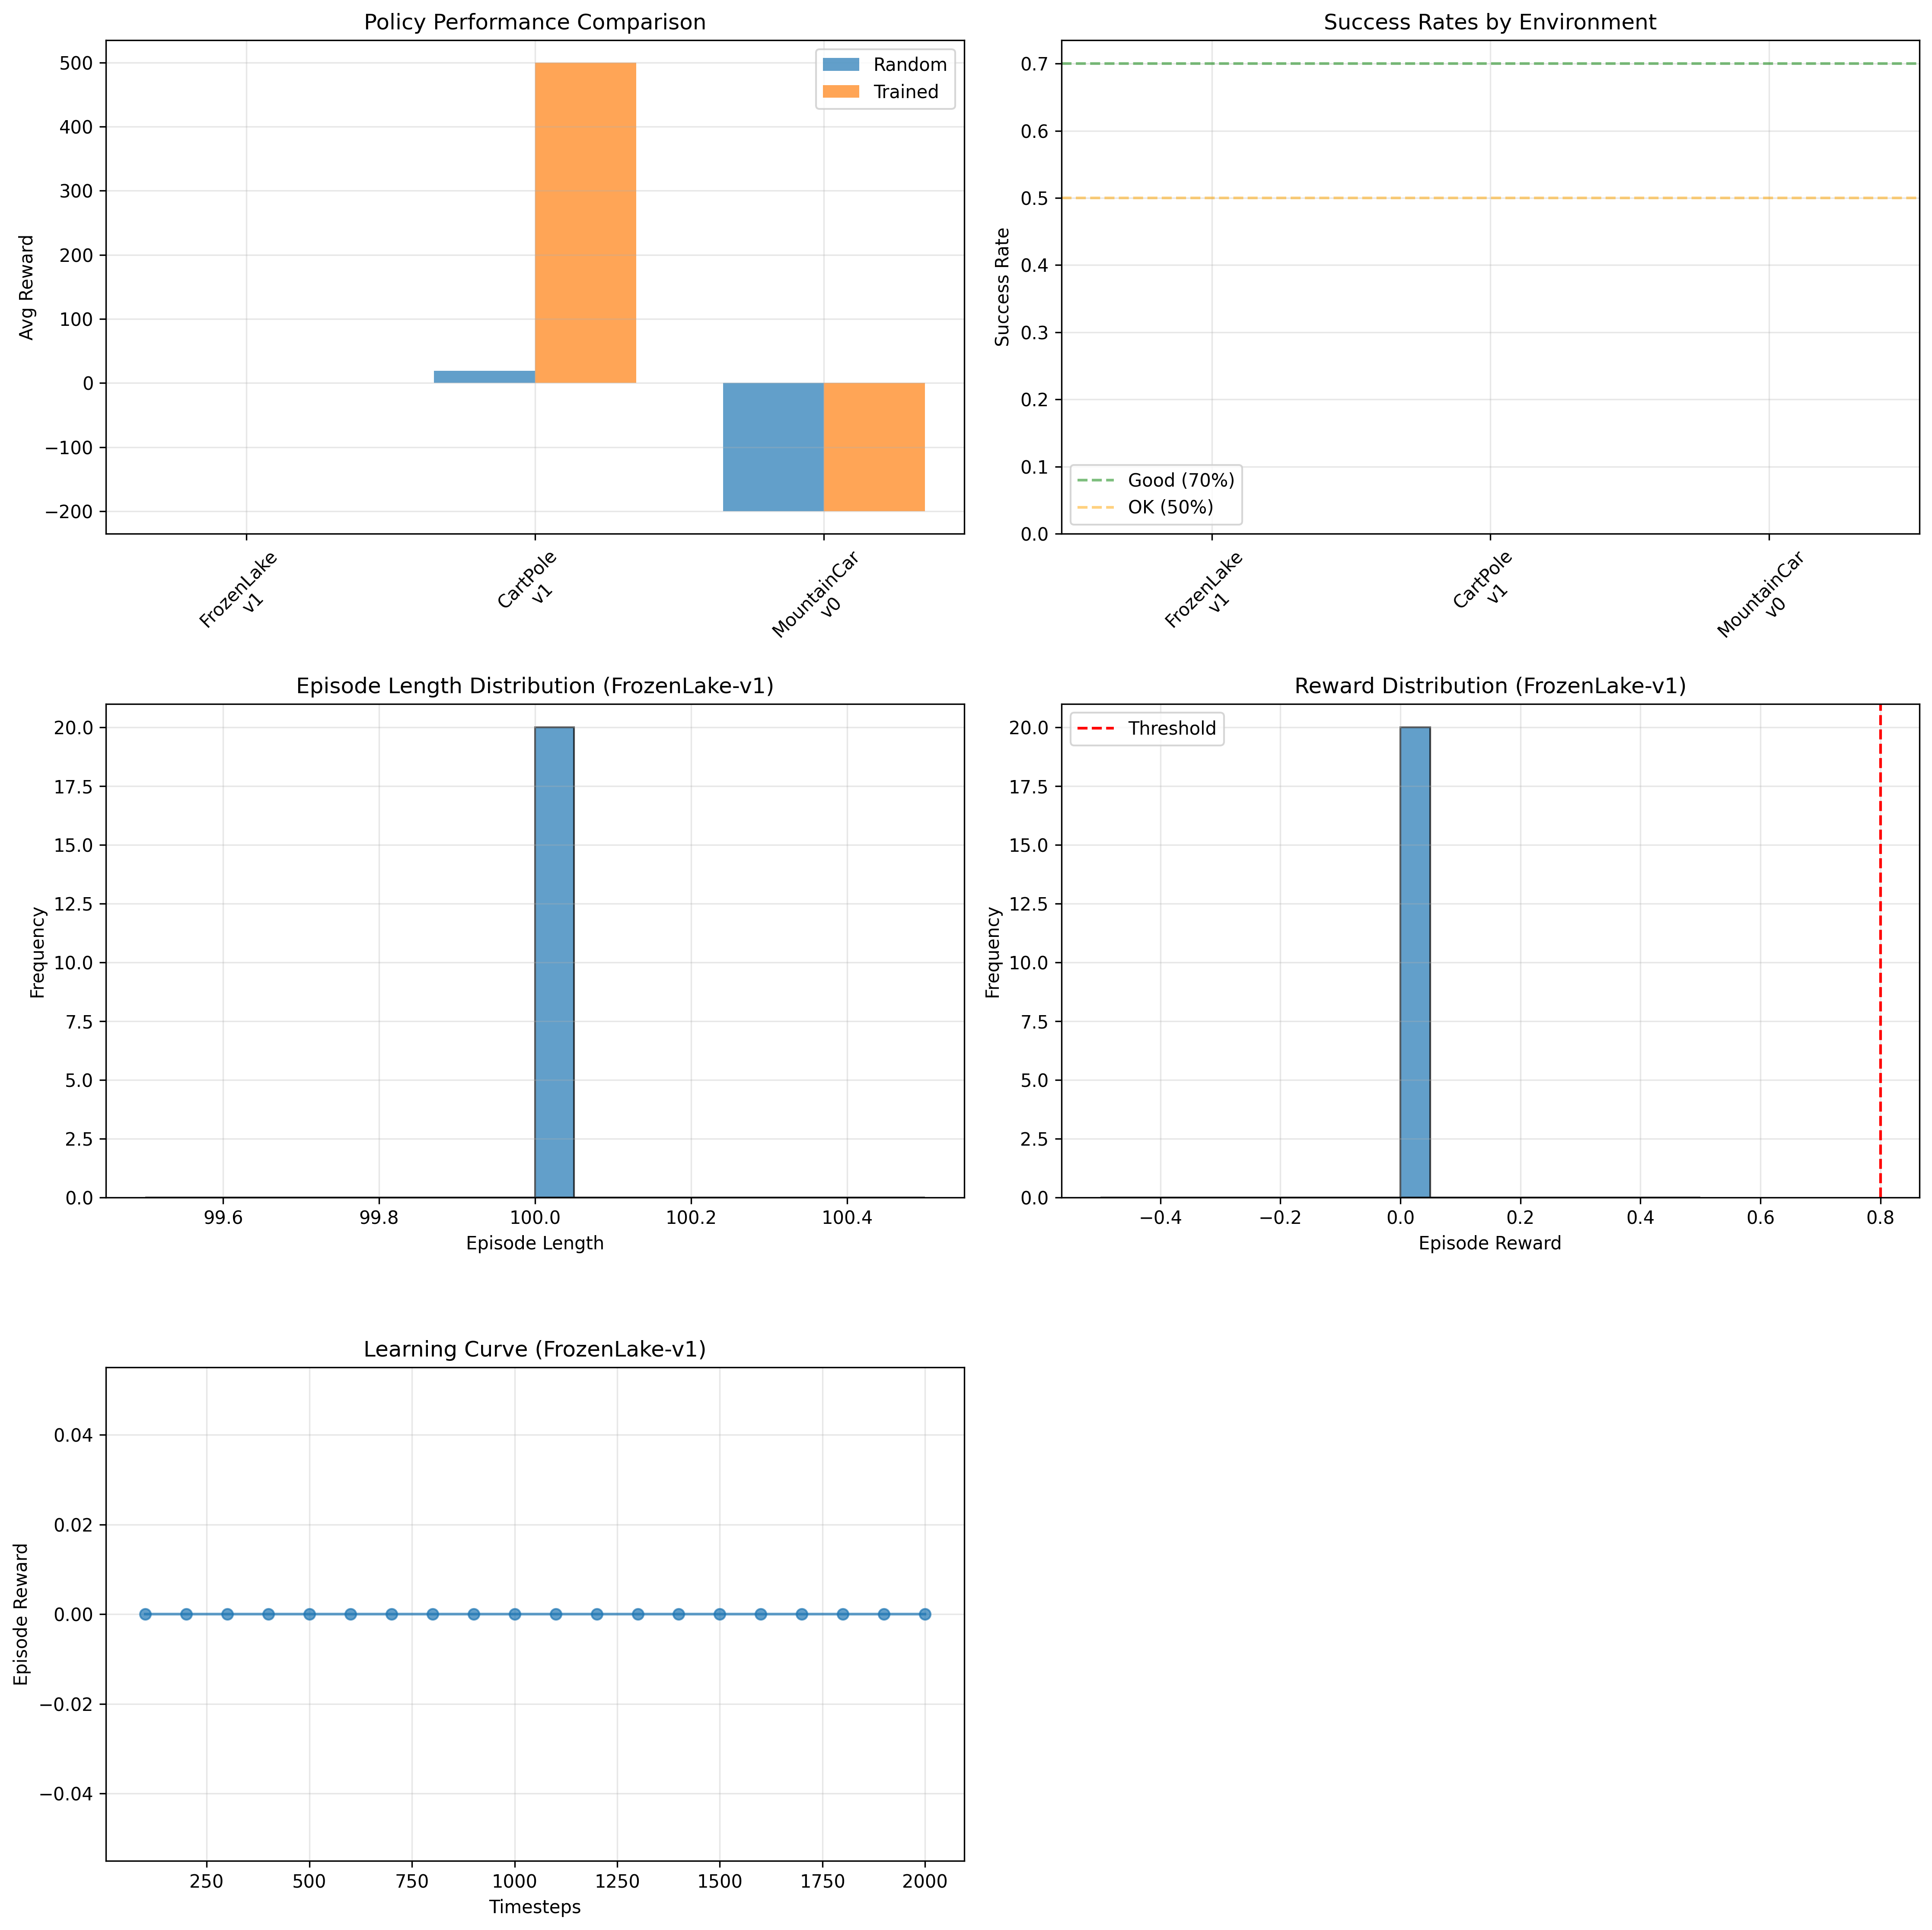 Policy Performance Comparison
500
400
300
200
100
0
−100
−200
Avg Reward
Random
Trained
FrozenLake
v1
CartPole
v1
MountainCar
v0
Success Rates by Environment
0.7
0.6
0.5
0.4
0.3
0.2
0.1
0.0
Success Rate
Good (70%)
OK (50%)
FrozenLake
v1
CartPole
v1
MountainCar
v0
Episode Length Distribution (FrozenLake-v1)
20.0
17.5
15.0
12.5
10.0
7.5
5.0
2.5
0.0
Frequency
99.6
99.8
100.0
100.2
100.4
Episode Length
Reward Distribution (FrozenLake-v1)
Threshold
20.0
17.5
15.0
12.5
10.0
7.5
5.0
2.5
0.0
Frequency
−0.4
−0.2
0.0
0.2
0.4
0.6
0.8
Episode Reward
Learning Curve (FrozenLake-v1)
0.04
0.02
0.00
−0.02
−0.04
Episode Reward
250
500
750
1000
1250
1500
1750
2000
Timesteps